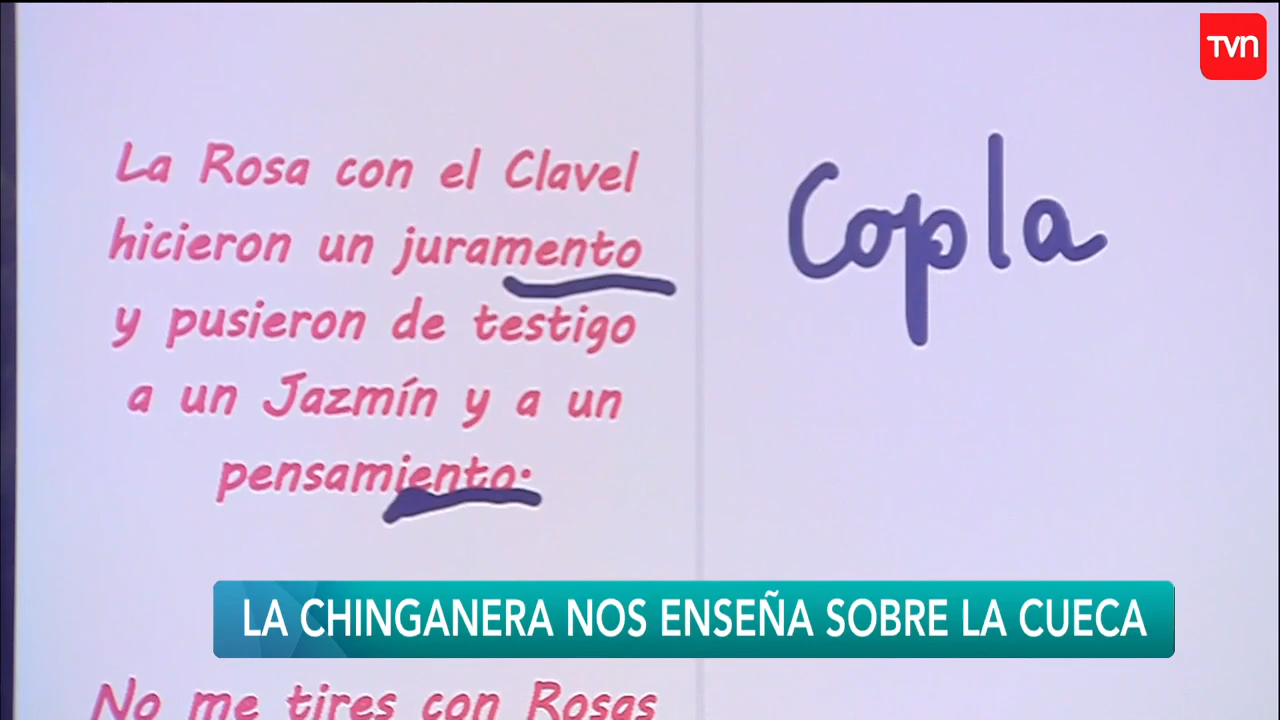 TVN
La Rosa con el Clavel
hicieron un juramento
y pusieron de testigo
a un Jazmín y a un
pensamiento.
Copla
LA CHINGANERA NOS ENSEÑA SOBRE LA CUECA
No me tires con Rosas